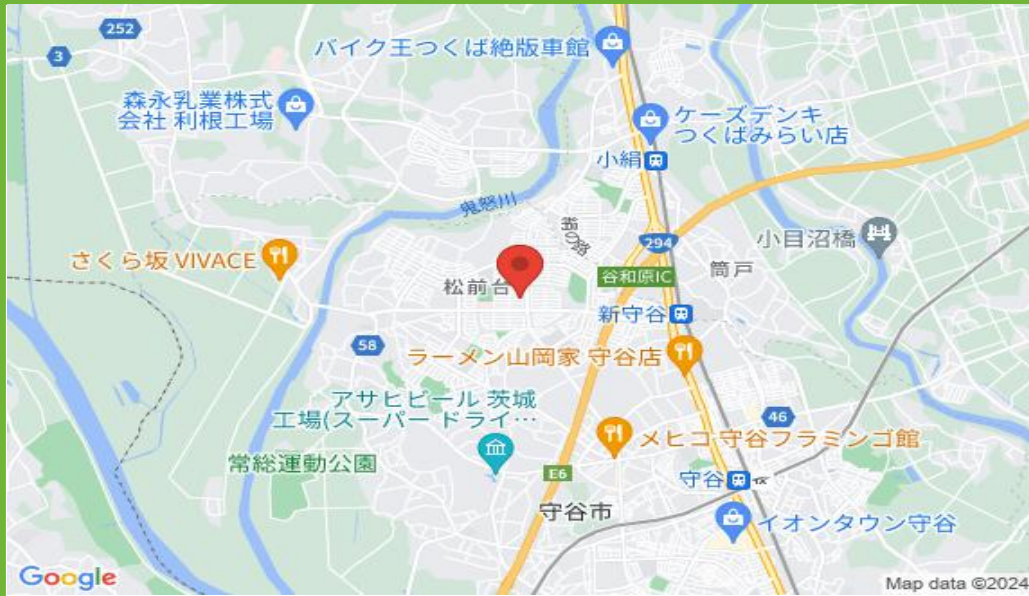 252
3
バイク王つくば絶版車館
森永乳業株式
会社 利根工場
ケーズデンキ
つくばみらい店
小絹
鬼怒川
294
小目沼橋
さくら坂 VIVACE
谷和原IC
筒戸
松前台
新守谷
58
ラーメン山岡家 守谷店
アサヒビール 茨城
工場(スーパー ドライ…
46
メヒコ 守谷フラミンゴ館
常総運動公園
E6
守谷
守谷市
イオンタウン守谷
Google
Map data ©2024